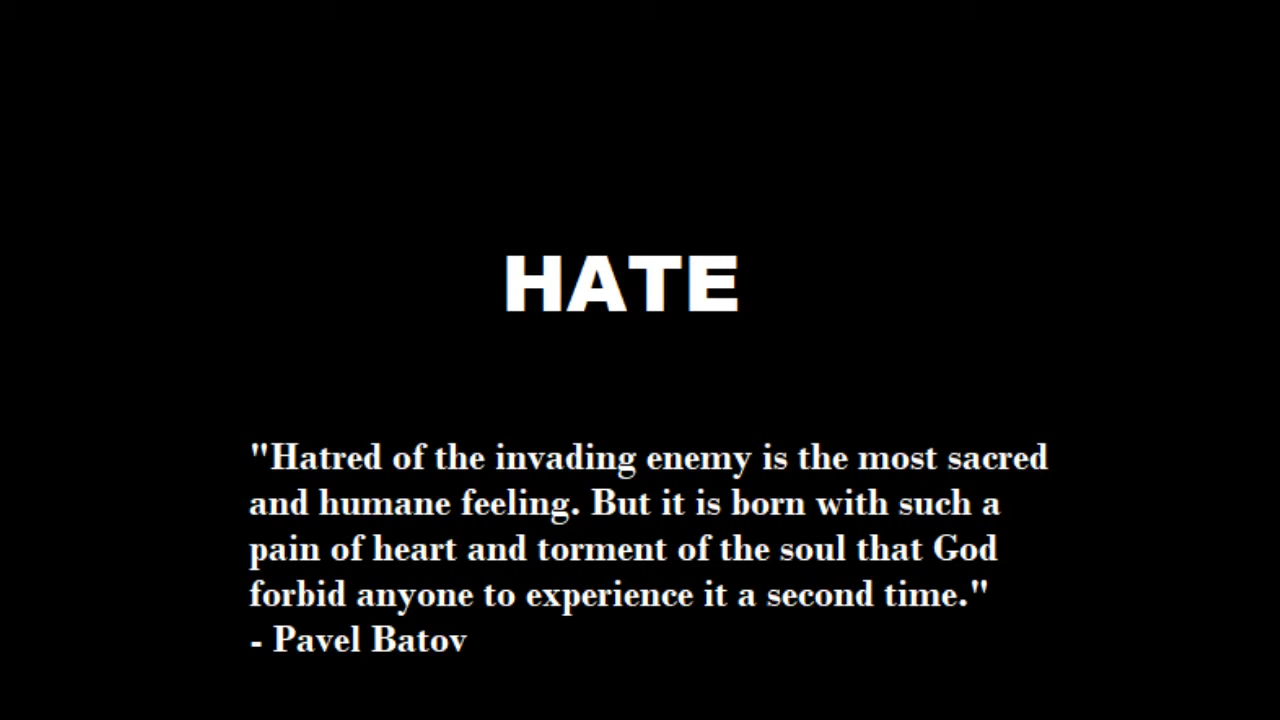 HATE
"Hatred of the invading enemy is the most sacred
and humane feeling. But it is born with such a
pain of heart and torment of the soul that God
forbid anyone to experience it a second time."
- Pavel Batov